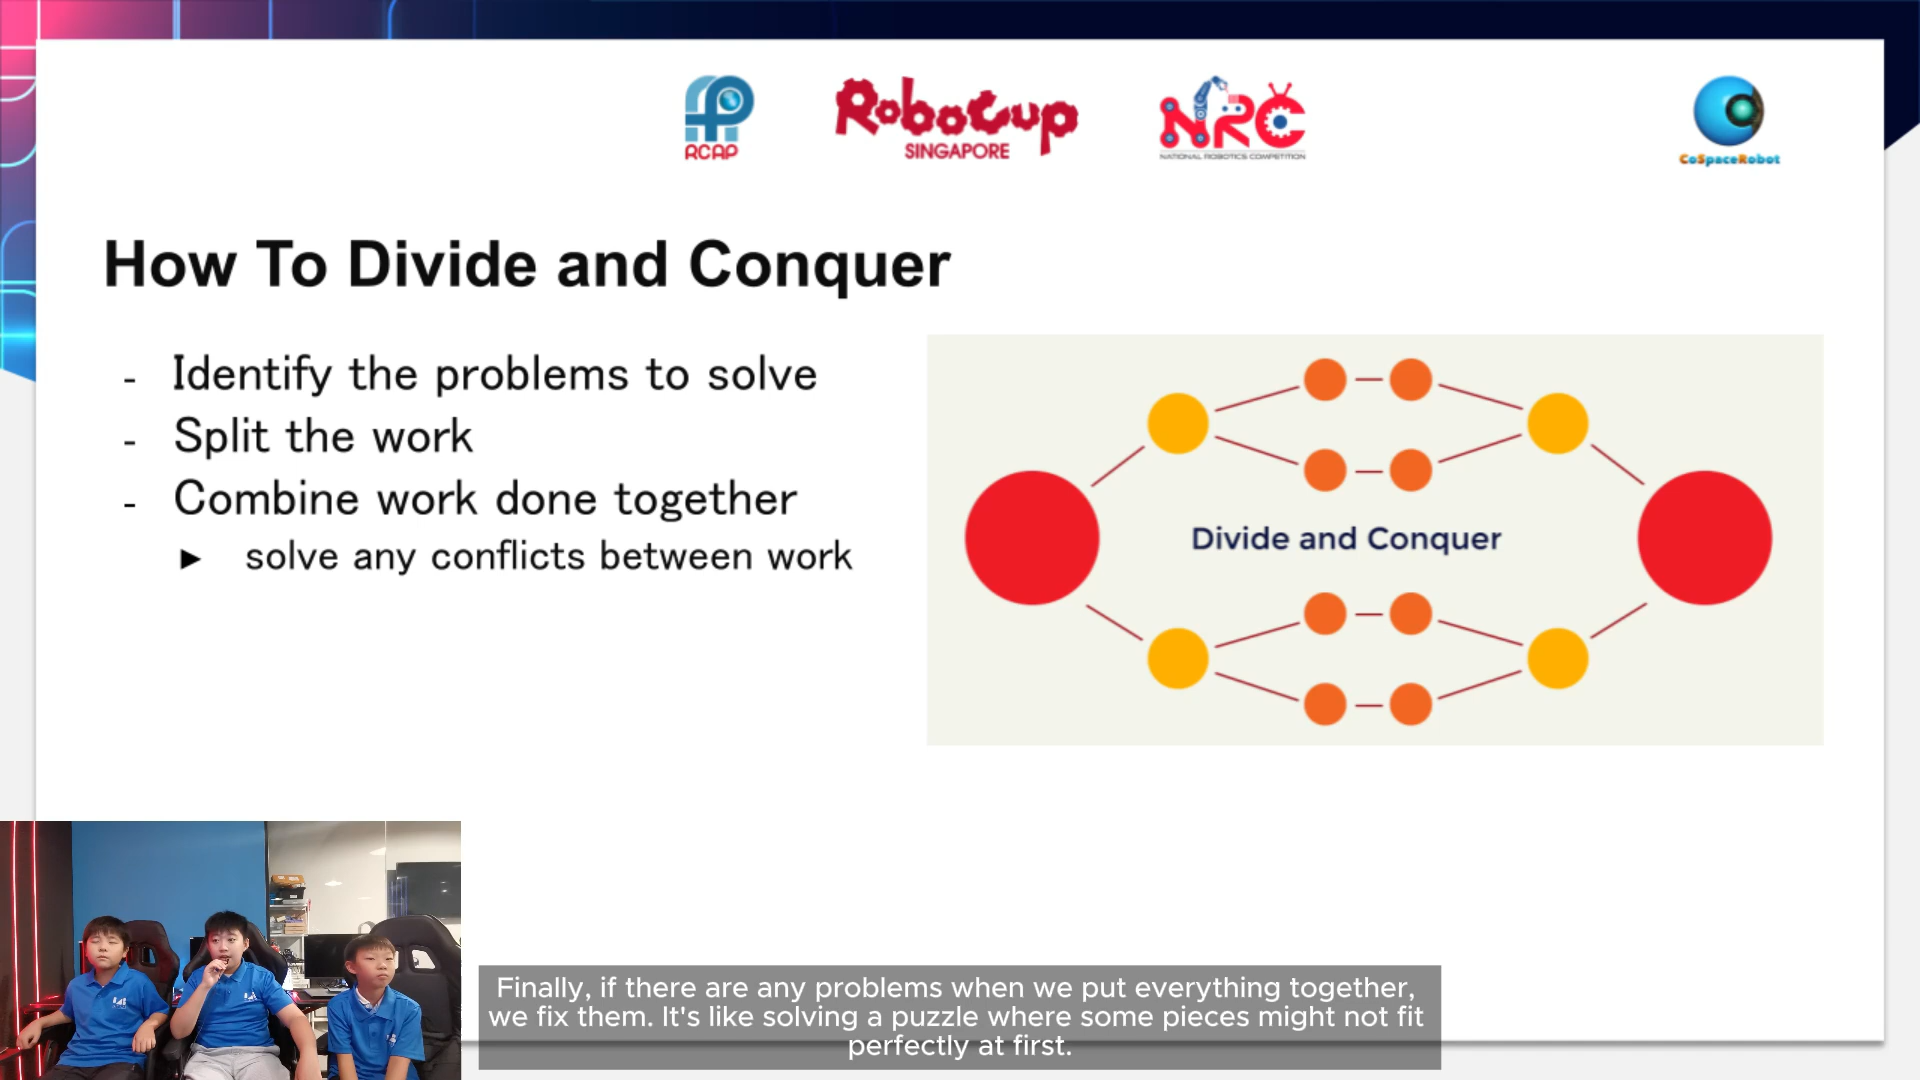 RCAP
RoboCup
SINGAPORE
NRC
NATIONAL ROBOTICS COMPETITION
CoSpaceRobot
How To Divide and Conquer
- Identify the problems to solve
- Split the work
- Combine work done together
► solve any conflicts between work
Divide and Conquer
Finally, if there are any problems when we put everything together,
we fix them. It's like solving a puzzle where some pieces might not fit
perfectly at first.